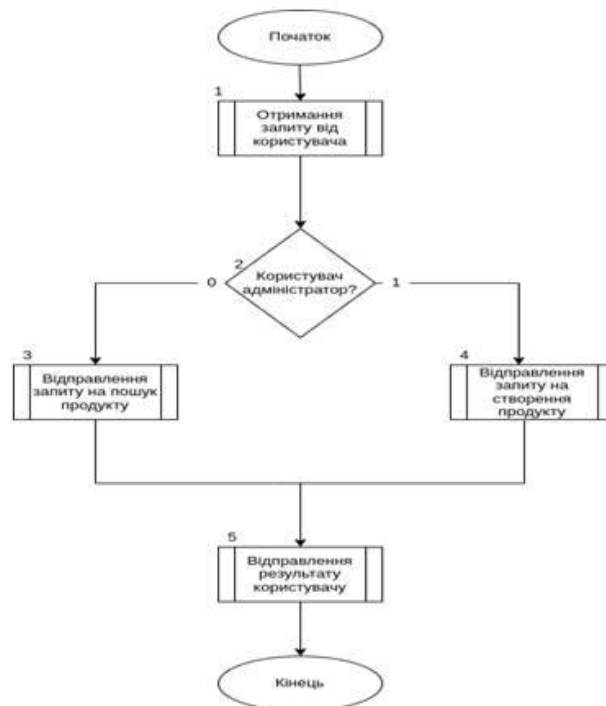 Початок
1
Отримання
запиту від
користувача
2
Користувач
адміністратор?
0
1
3
Відправлення
запиту на пошук
продукту
4
Відправлення
запиту на
створення
продукту
5
Відправлення
результату
користувачу
Кінець